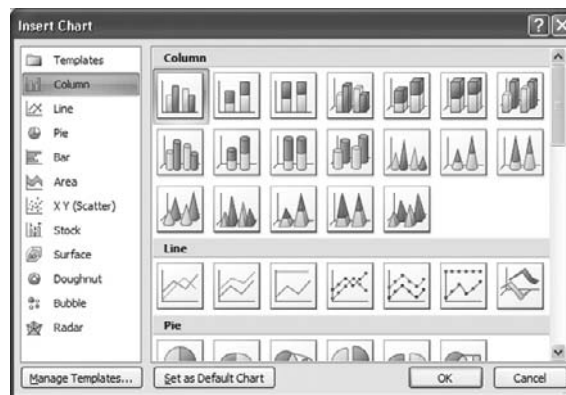 Insert Chart
Templates
Column
Line
Pie
Bar
Area
X Y (Scatter)
Stock
Surface
Doughnut
Bubble
Radar
Column
Line
Pie
Manage Templates...
Set as Default Chart
OK
Cancel